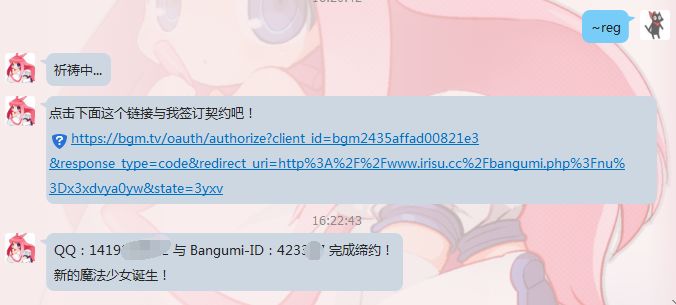 ~reg
祈祷中...
点击下面这个链接与我签订契约吧！
https://bgm.tv/oauth/authorize?client_id=bgm2435affad00821e3
&response_type=code&redirect_uri=http%3A%2F%2Fwww.irisu.cc%2Fbangumi.php%3Fnu%
3Dx3xdvya0yw&state=3yxv
16:22:43
QQ：1419 与 Bangumi-ID：423 完成缔约！
新的魔法少女诞生！